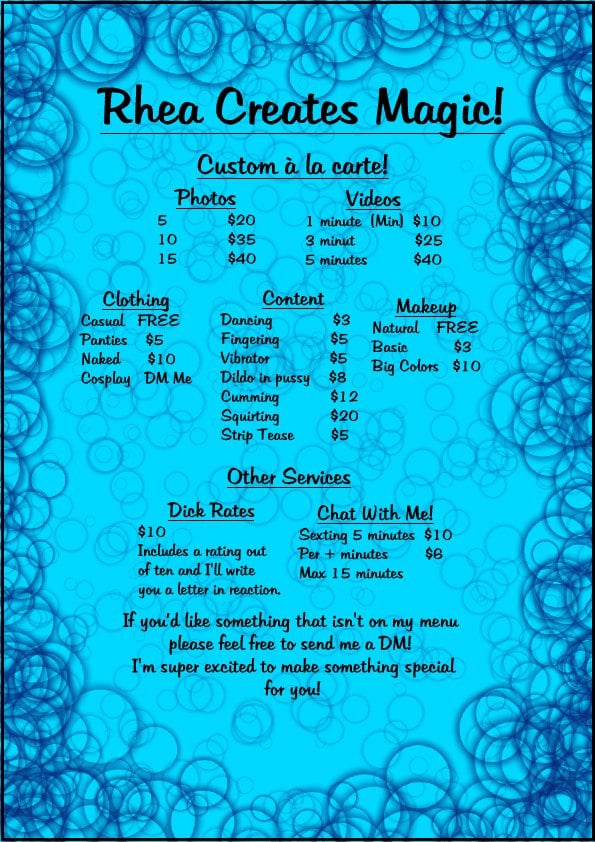 Rhea Creates Magic!
Custom à la carte!
Photos
5 $20
10 $35
15 $40
Videos
1 minute (Min) $10
3 minut $25
5 minutes $40
Clothing
Casual FREE
Panties $5
Naked $10
Cosplay DM Me
Content
Dancing $3
Fingering $5
Vibrator $5
Dildo in pussy $8
Cumming $12
Squirting $20
Strip Tease $5
Makeup
Natural FREE
Basic $3
Big Colors $10
Other Services
Dick Rates
$10
Includes a rating out
of ten and I'll write
you a letter in reaction.
Chat With Me!
Sexting 5 minutes $10
Per + minutes $6
Max 15 minutes
If you'd like something that isn't on my menu
please feel free to send me a DM!
I'm super excited to make something special
for you!